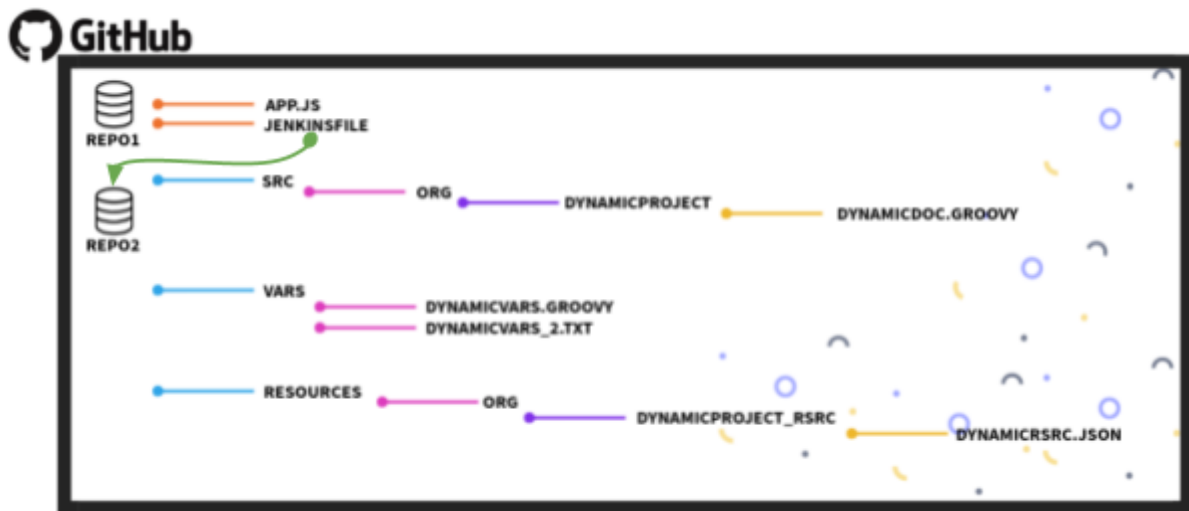 GitHub
APP.JS
JENKINSFILE
REPO1
SRC
ORG
DYNAMICPROJECT
DYNAMICDOC.GROOVY
REPO2
VARS
DYNAMICVARS.GROOVY
DYNAMICVARS_2.TXT
RESOURCES
ORG
DYNAMICPROJECT_RSRC
DYNAMICRSRC.JSON